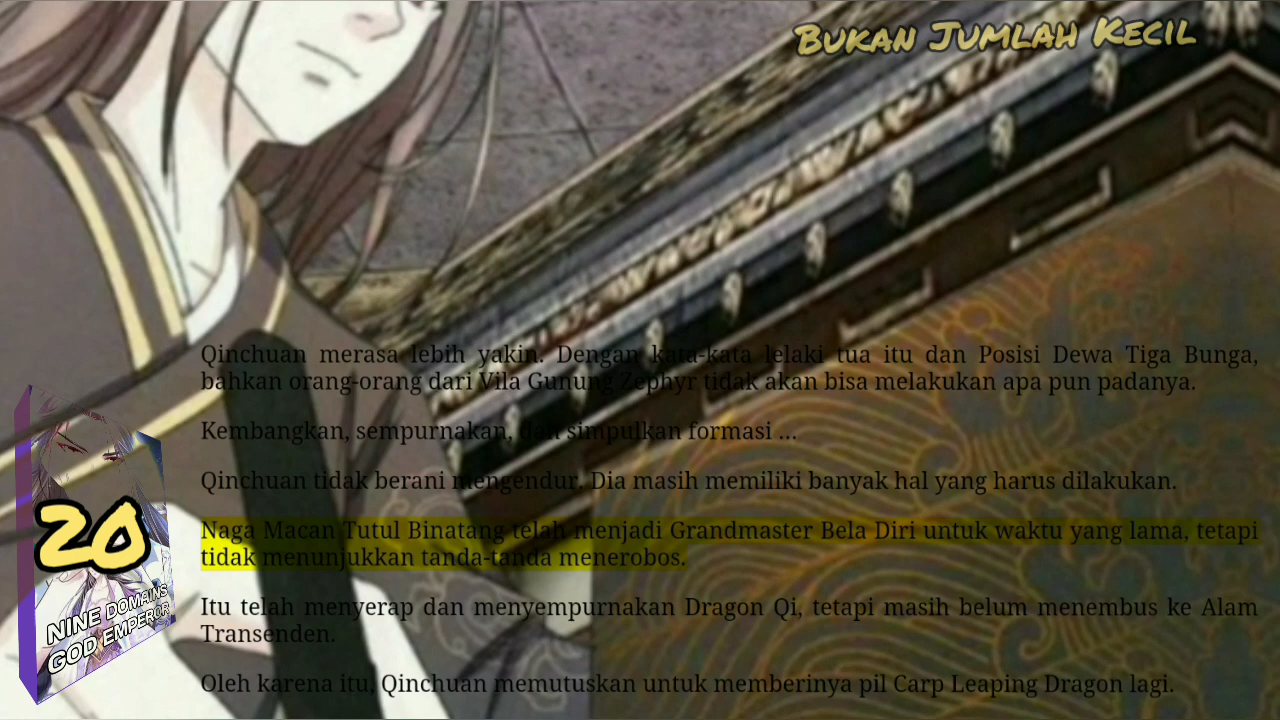 Bukan Jumlah Kecil
Qinchuan merasa lebih yakin. Dengan kata-kata lelaki tua itu dan Posisi Dewa Tiga Bunga,
bahkan orang-orang dari Vila Gunung Zephyr tidak akan bisa melakukan apa pun padanya.
Kembangkan, sempurnakan, dan simpulkan formasi ...
Qinchuan tidak berani mengendur. Dia masih memiliki banyak hal yang harus dilakukan.
Naga Macan Tutul Binatang telah menjadi Grandmaster Bela Diri untuk waktu yang lama, tetapi
tidak menunjukkan tanda-tanda menerobos.
Itu telah menyerap dan menyempurnakan Dragon Qi, tetapi masih belum menembus ke Alam
Transenden.
Oleh karena itu, Qinchuan memutuskan untuk memberinya pil Carp Leaping Dragon lagi.
20
NINE DOMAINS
GOD EMPEROR